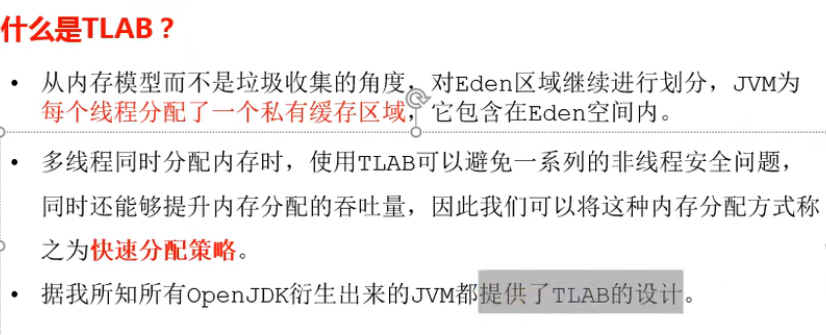 什么是TLAB？
• 从内存模型而不是垃圾收集的角度，对Eden区域继续进行划分，JVM为
每个线程分配了一个私有缓存区域，它包含在Eden空间内。
• 多线程同时分配内存时，使用TLAB可以避免一系列的非线程安全问题，
同时还能够提升内存分配的吞吐量，因此我们可以将这种内存分配方式称
之为快速分配策略。
• 据我所知所有OpenJDK衍生出来的JVM都提供了TLAB的设计。